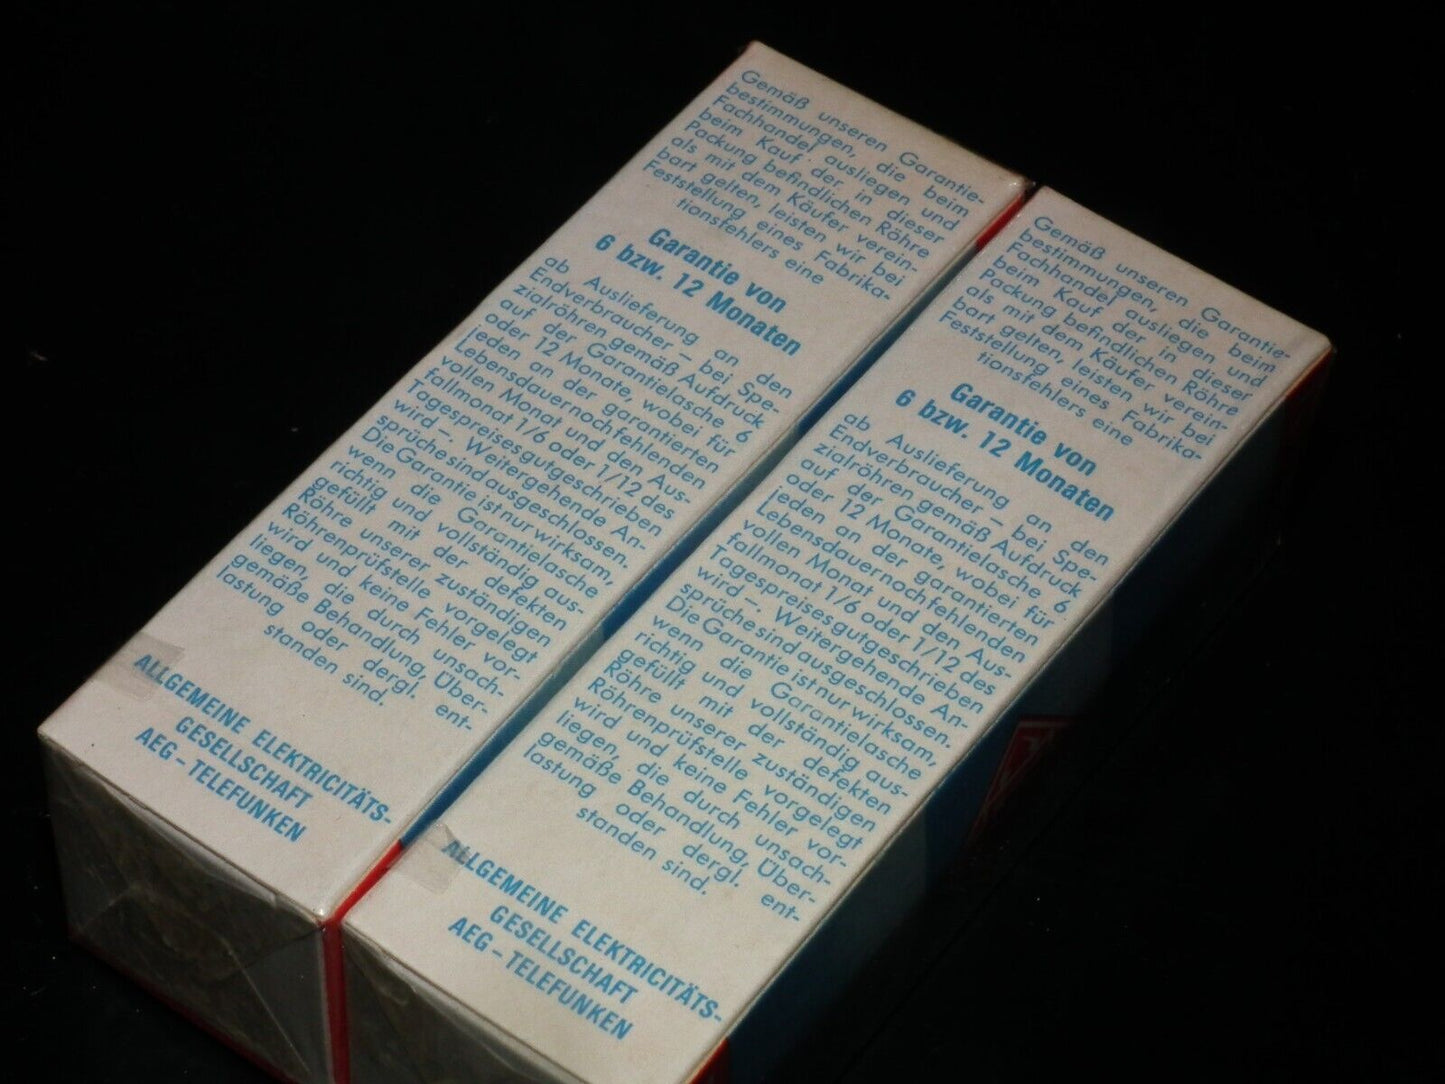 Gemäß unseren Garantie-
bestimmungen, die beim
Fachhandel ausliegen und
beim Kauf der in dieser
Packung befindlichen Röhre
als mit dem Käufer verein-
bart gelten, leisten wir bei
Feststellung eines Fabrika-
tionsfehlers eine
Garantie von
6 bzw. 12 Monaten
ab Auslieferung an den
Endverbraucher – bei Spe-
zialröhren gemäß Aufdruck
auf der Garantielasche 6
oder 12 Monate, wobei für
jeden an der garantierten
Lebensdauer noch fehlenden
vollen Monat und den Aus-
fallmonat 1/6 oder 1/12 des
Tagespreises gutgeschrieben
wird –. Weitergehende An-
sprüche sind ausgeschlossen.
Die Garantie ist nur wirksam,
wenn die Garantielasche
richtig und vollständig aus-
gefüllt mit der defekten
Röhre unserer zuständigen
Röhrenprüfstelle vorgelegt
wird und keine Fehler vor-
liegen, die durch unsach-
gemäße Behandlung, Über-
lastung oder dergl. ent-
standen sind.
ALLGEMEINE ELEKTRICITÄTS-
GESELLSCHAFT
AEG – TELEFUNKEN
Gemäß unseren Garantie-
bestimmungen, die beim
Fachhandel ausliegen und
beim Kauf der in dieser
Packung befindlichen Röhre
als mit dem Käufer verein-
bart gelten, leisten wir bei
Feststellung eines Fabrika-
tionsfehlers eine
Garantie von
6 bzw. 12 Monaten
ab Auslieferung an den
Endverbraucher – bei Spe-
zialröhren gemäß Aufdruck
auf der Garantielasche 6
oder 12 Monate, wobei für
jeden an der garantierten
Lebensdauer noch fehlenden
vollen Monat und den Aus-
fallmonat 1/6 oder 1/12 des
Tagespreises gutgeschrieben
wird –. Weitergehende An-
sprüche sind ausgeschlossen.
Die Garantie ist nur wirksam,
wenn die Garantielasche
richtig und vollständig aus-
gefüllt mit der defekten
Röhre unserer zuständigen
Röhrenprüfstelle vorgelegt
wird und keine Fehler vor-
liegen, die durch unsach-
gemäße Behandlung, Über-
lastung oder dergl. ent-
standen sind.
ALLGEMEINE ELEKTRICITÄTS-
GESELLSCHAFT
AEG – TELEFUNKEN